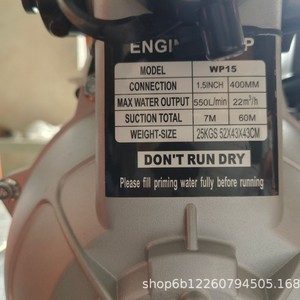 ENGI P
MODEL WP15
CONNECTION 1.5INCH 400MM
MAX WATER OUTPUT 550L/min 22m³/h
SUCTION TOTAL 7M 60M
WEIGHT-SIZE 25KGS 52X43X43CM
DON'T RUN DRY
Please fill priming water fully before running
shop6b12260794505.168